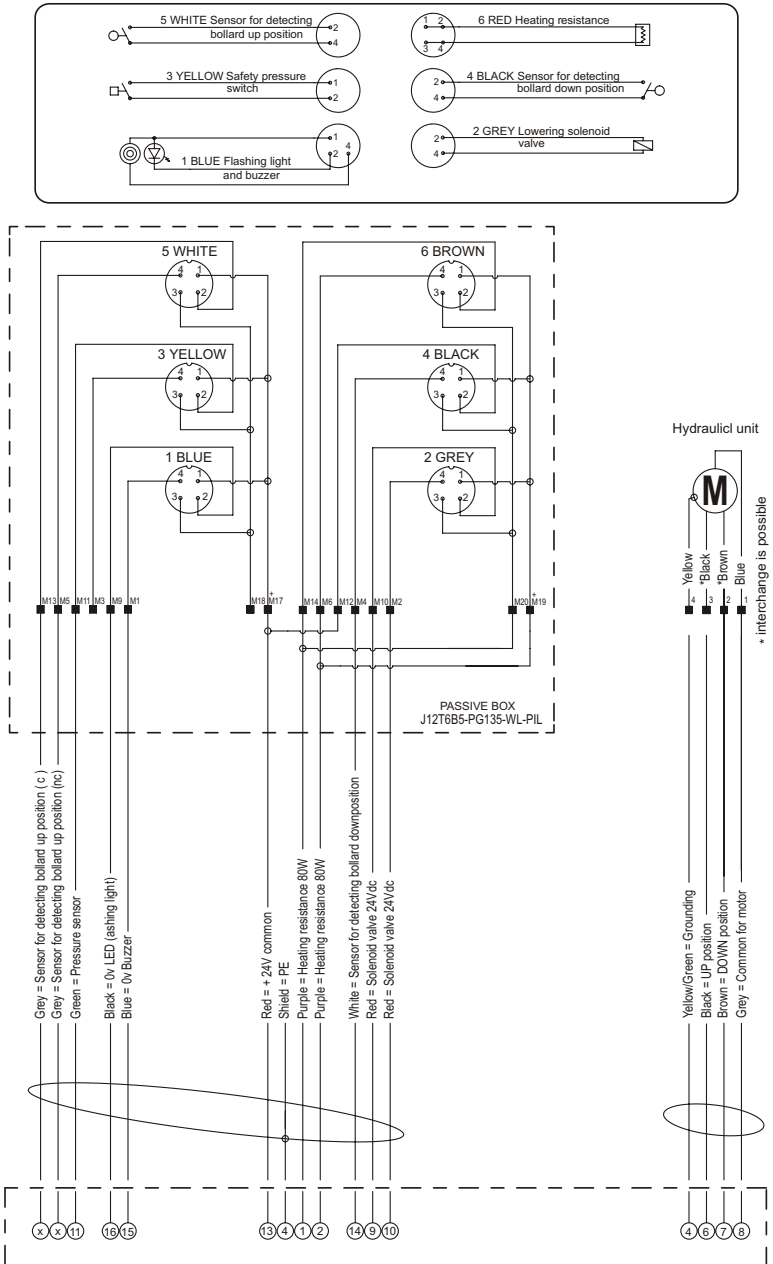 5 WHITE Sensor for detecting
bollard up position
2
4
1 2
3 4
6 RED Heating resistance
3 YELLOW Safety pressure
switch
1
2
2
4
4 BLACK Sensor for detecting
bollard down position
1
2 4
1 BLUE Flashing light
and buzzer
2
4
2 GREY Lowering solenoid
valve
5 WHITE
4 1
3 2
6 BROWN
4 1
3 2
3 YELLOW
4 1
3 2
4 BLACK
4 1
3 2
1 BLUE
4 1
3 2
2 GREY
4 1
3 2
Hydraulicl unit
M
Yellow
*Black
*Brown
Blue
* interchange is possible
4 3 2 1
M13 M5 M11 M3 M9 M1 M18 + M17 M14 M6 M12 M4 M10 M2 M20 + M19
PASSIVE BOX
J12T6B5-PG135-WL-PIL
Grey = Sensor for detecting bollard up position ( c )
Grey = Sensor for detecting bollard up position (nc)
Green = Pressure sensor
Black = 0v LED (ashing light)
Blue = 0v Buzzer
Red = + 24V common
Shield = PE
Purple = Heating resistance 80W
Purple = Heating resistance 80W
White = Sensor for detecting bollard downposition
Red = Solenoid valve 24Vdc
Red = Solenoid valve 24Vdc
Yellow/Green = Grounding
Black = UP position
Brown = DOWN position
Grey = Common for motor
x x 11 16 15 13 4 1 2 14 9 10 4 6 7 8